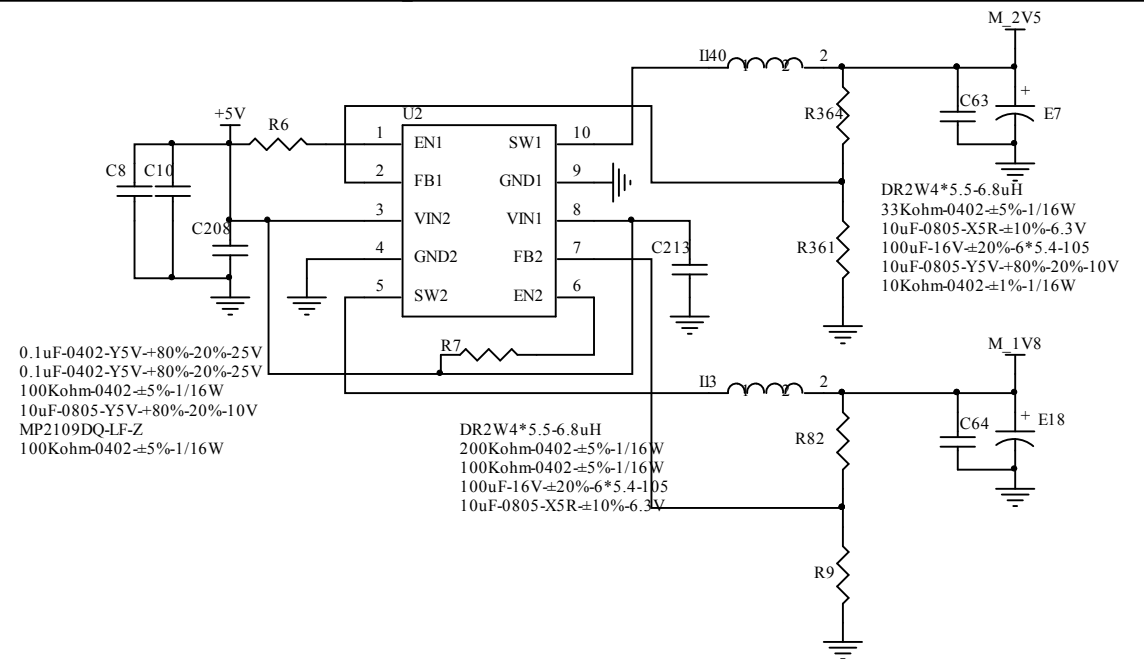 M_2V5
I140 1 2 2
C63 + E7
R364
+5V
R6
U2
1 EN1 SW1 10
2 FB1 GND1 9
3 VIN2 VIN1 8
4 GND2 FB2 7
5 SW2 EN2 6
C8 C10
C208
C213
R361
DR2W4*5.5-6.8uH
33Kohm-0402-±5%-1/16W
10uF-0805-X5R-±10%-6.3V
100uF-16V-±20%-6*5.4-105
10uF-0805-Y5V-+80%-20%-10V
10Kohm-0402-±1%-1/16W
R7
0.1uF-0402-Y5V-+80%-20%-25V
0.1uF-0402-Y5V-+80%-20%-25V
100Kohm-0402-±5%-1/16W
10uF-0805-Y5V-+80%-20%-10V
MP2109DQ-LF-Z
100Kohm-0402-±5%-1/16W
M_1V8
I13 1 2 2
C64 + E18
R82
DR2W4*5.5-6.8uH
200Kohm-0402-±5%-1/16W
100Kohm-0402-±5%-1/16W
100uF-16V-±20%-6*5.4-105
10uF-0805-X5R-±10%-6.3V
R9